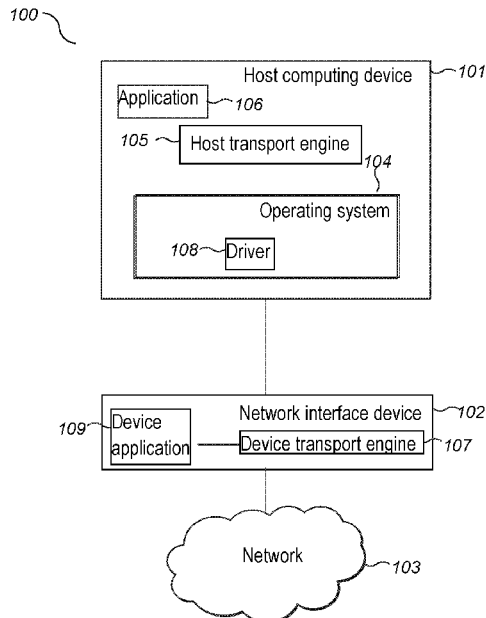 100
Host computing device
101
Application
106
105
Host transport engine
104
Operating system
108
Driver
Network interface device
102
109
Device
application
Device transport engine
107
Network
103